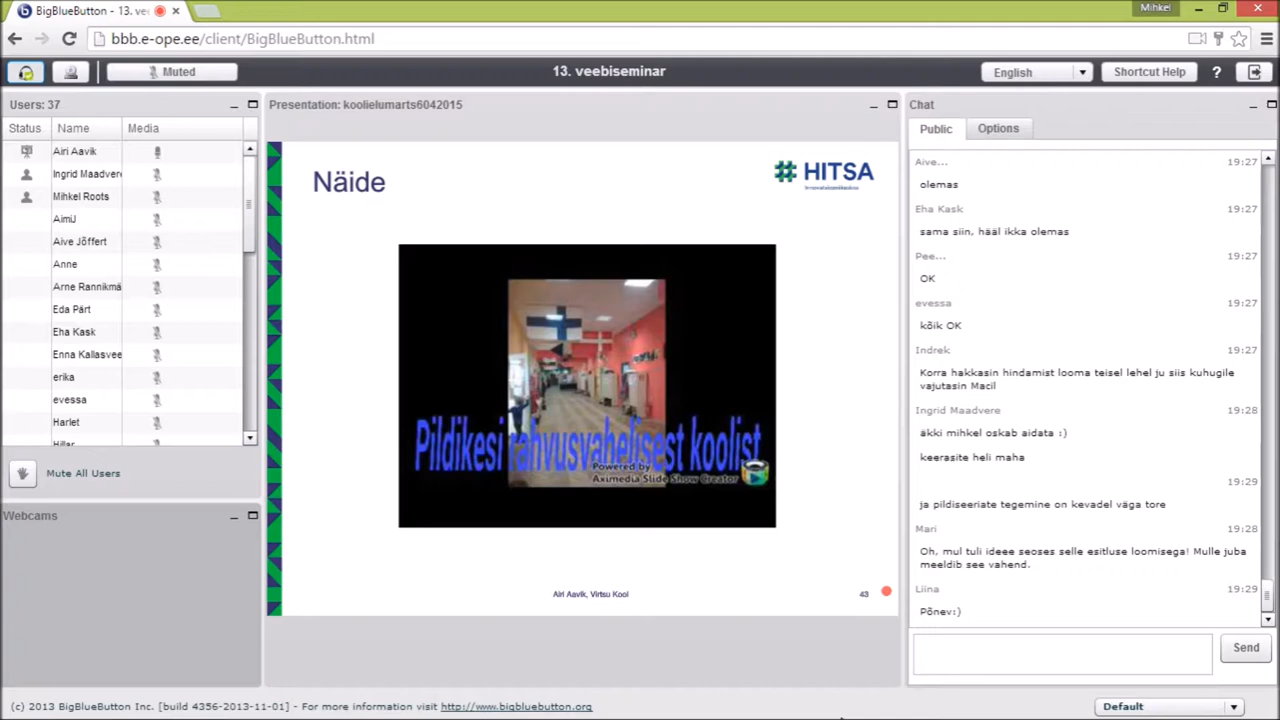 BigBlueButton - 13. vee
Mihkel
bbb.e-ope.ee/client/BigBlueButton.html
Muted
13. veebiseminar
English
Shortcut Help
?
Users: 37
Status Name Media
Airi Aavik
Ingrid Maadvere
Mihkel Roots
AimiJ
Aive Jõffert
Anne
Arne Rannikmä
Eda Pärt
Eha Kask
Enna Kallasvee
erika
evessa
Harlet
Hillar
Mute All Users
Webcams
Presentation: koolielumarts6042015
Näide
HITSA
Innovatsioonikeskus
Pildikesi rahvusvahelisest koolist
Powered by
Aximedia Slide Show Creator
Airi Aavik, Virtsu Kool
43
Chat
Public Options
Aive... 19:27
olemas
Eha Kask 19:27
sama siin, hääl ikka olemas
Pee... 19:27
OK
evessa 19:27
kõik OK
Indrek 19:27
Korra hakkasin hindamist looma teisel lehel ju siis kuhugile
vajutasin Macil
Ingrid Maadvere 19:28
äkki mihkel oskab aidata :)
keerasite heli maha
19:29
ja pildiseeriate tegemine on kevadel väga tore
Mari 19:28
Oh, mul tuli ideee seoses selle esitluse loomisega! Mulle juba
meeldib see vahend.
Liina 19:29
Põnev:)
Send
(c) 2013 BigBlueButton Inc. [build 4356-2013-11-01] - For more information visit http://www.bigbluebutton.org
Default